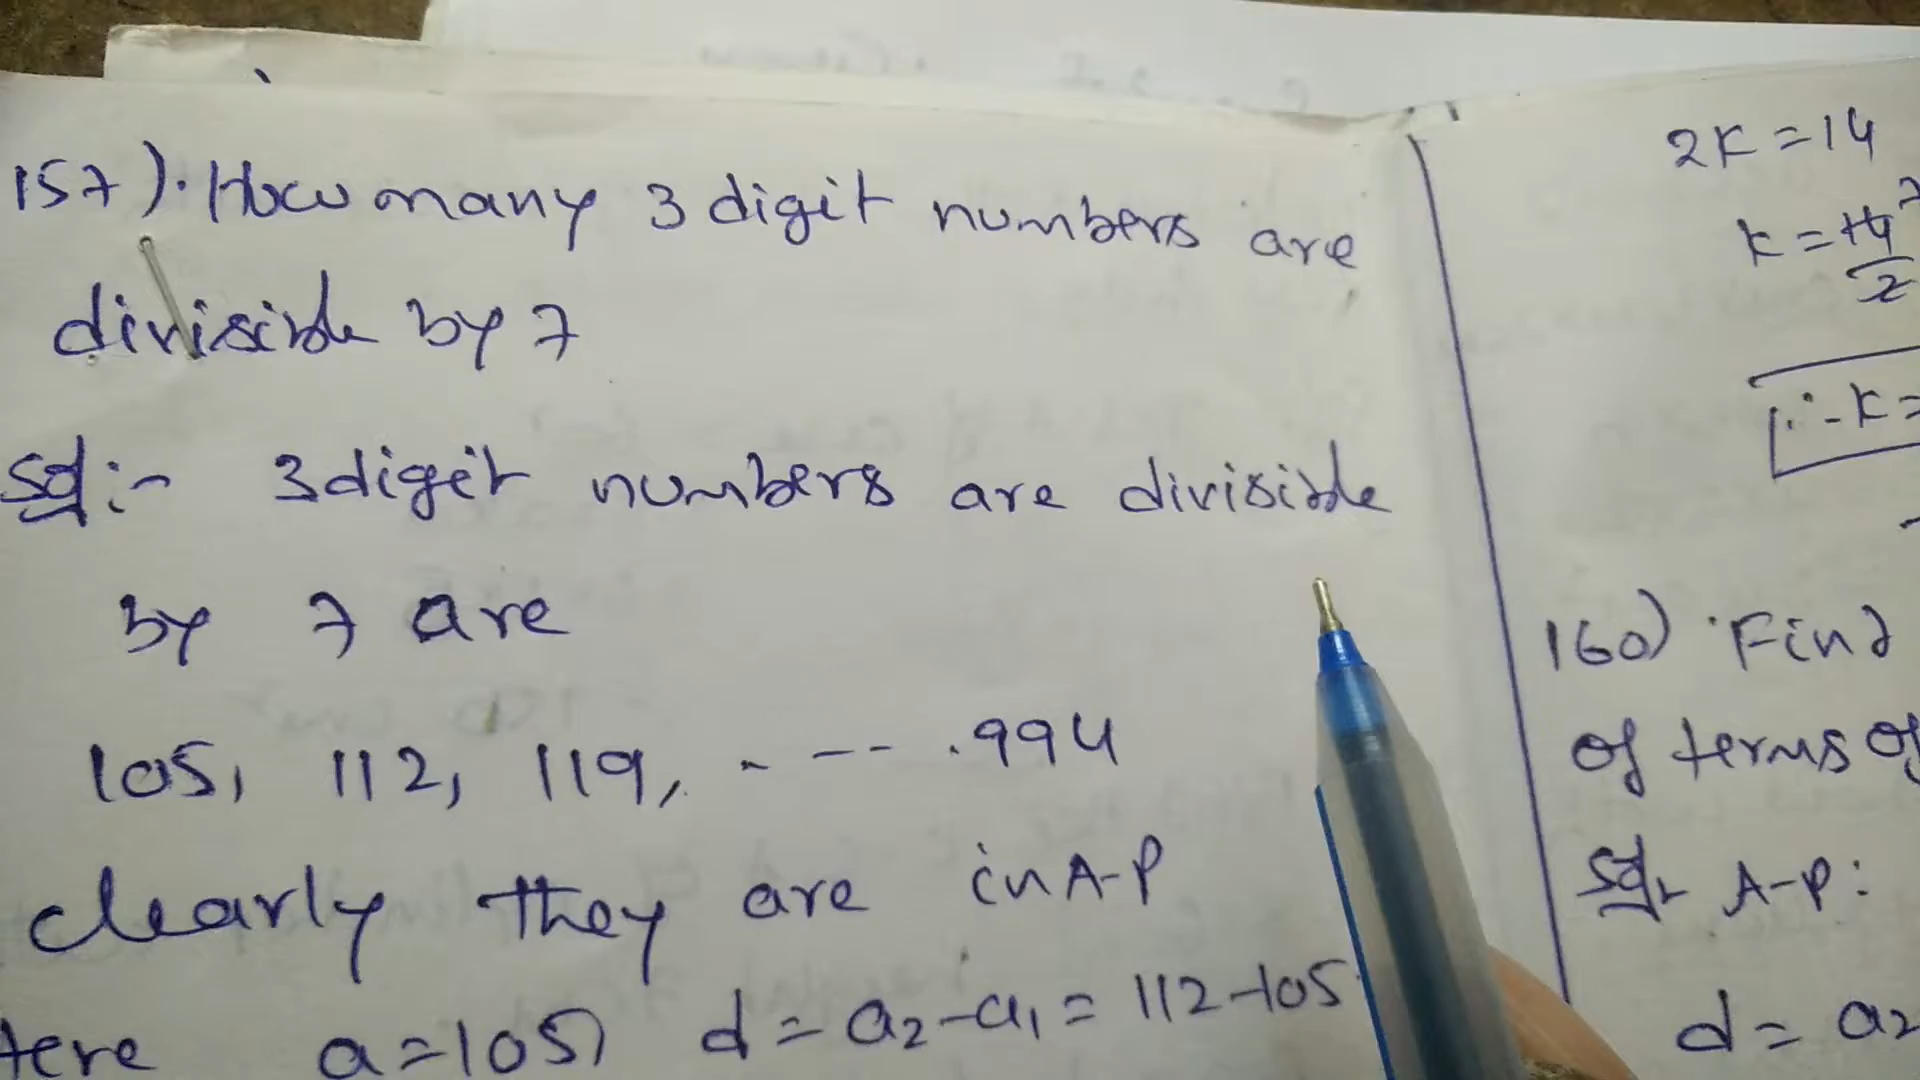 157). How many 3 digit numbers are
divisible by 7
Sol:- 3 digit numbers are divisible
by 7 are
105, 112, 119, - --- .994
clearly they are in A-P
Here a=105, d = a2-a1 = 112-105
2K=14
K=14/2 7
∴ K=
160) Find
of terms of
Sol: A-P:
d= a2